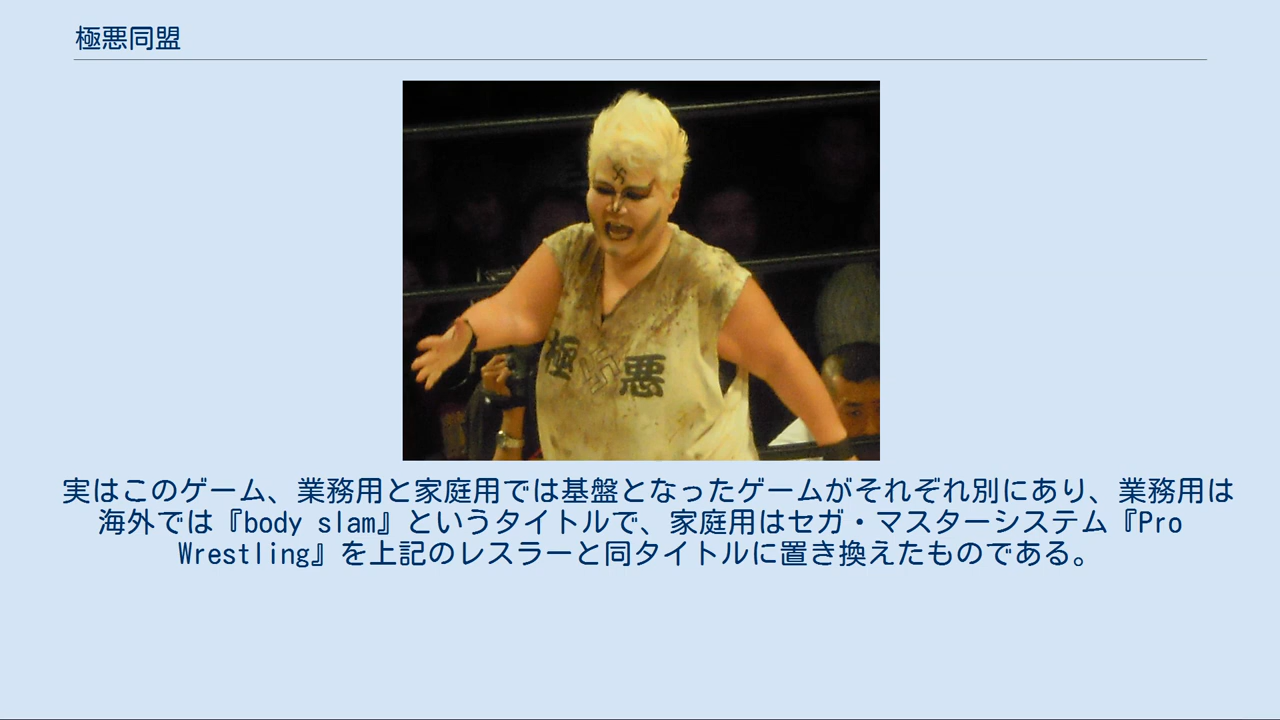 極悪同盟
極卍悪
実はこのゲーム、業務用と家庭用では基盤となったゲームがそれぞれ別にあり、業務用は
海外では『body slam』というタイトルで、家庭用はセガ・マスターシステム『Pro
Wrestling』を上記のレスラーと同タイトルに置き換えたものである。